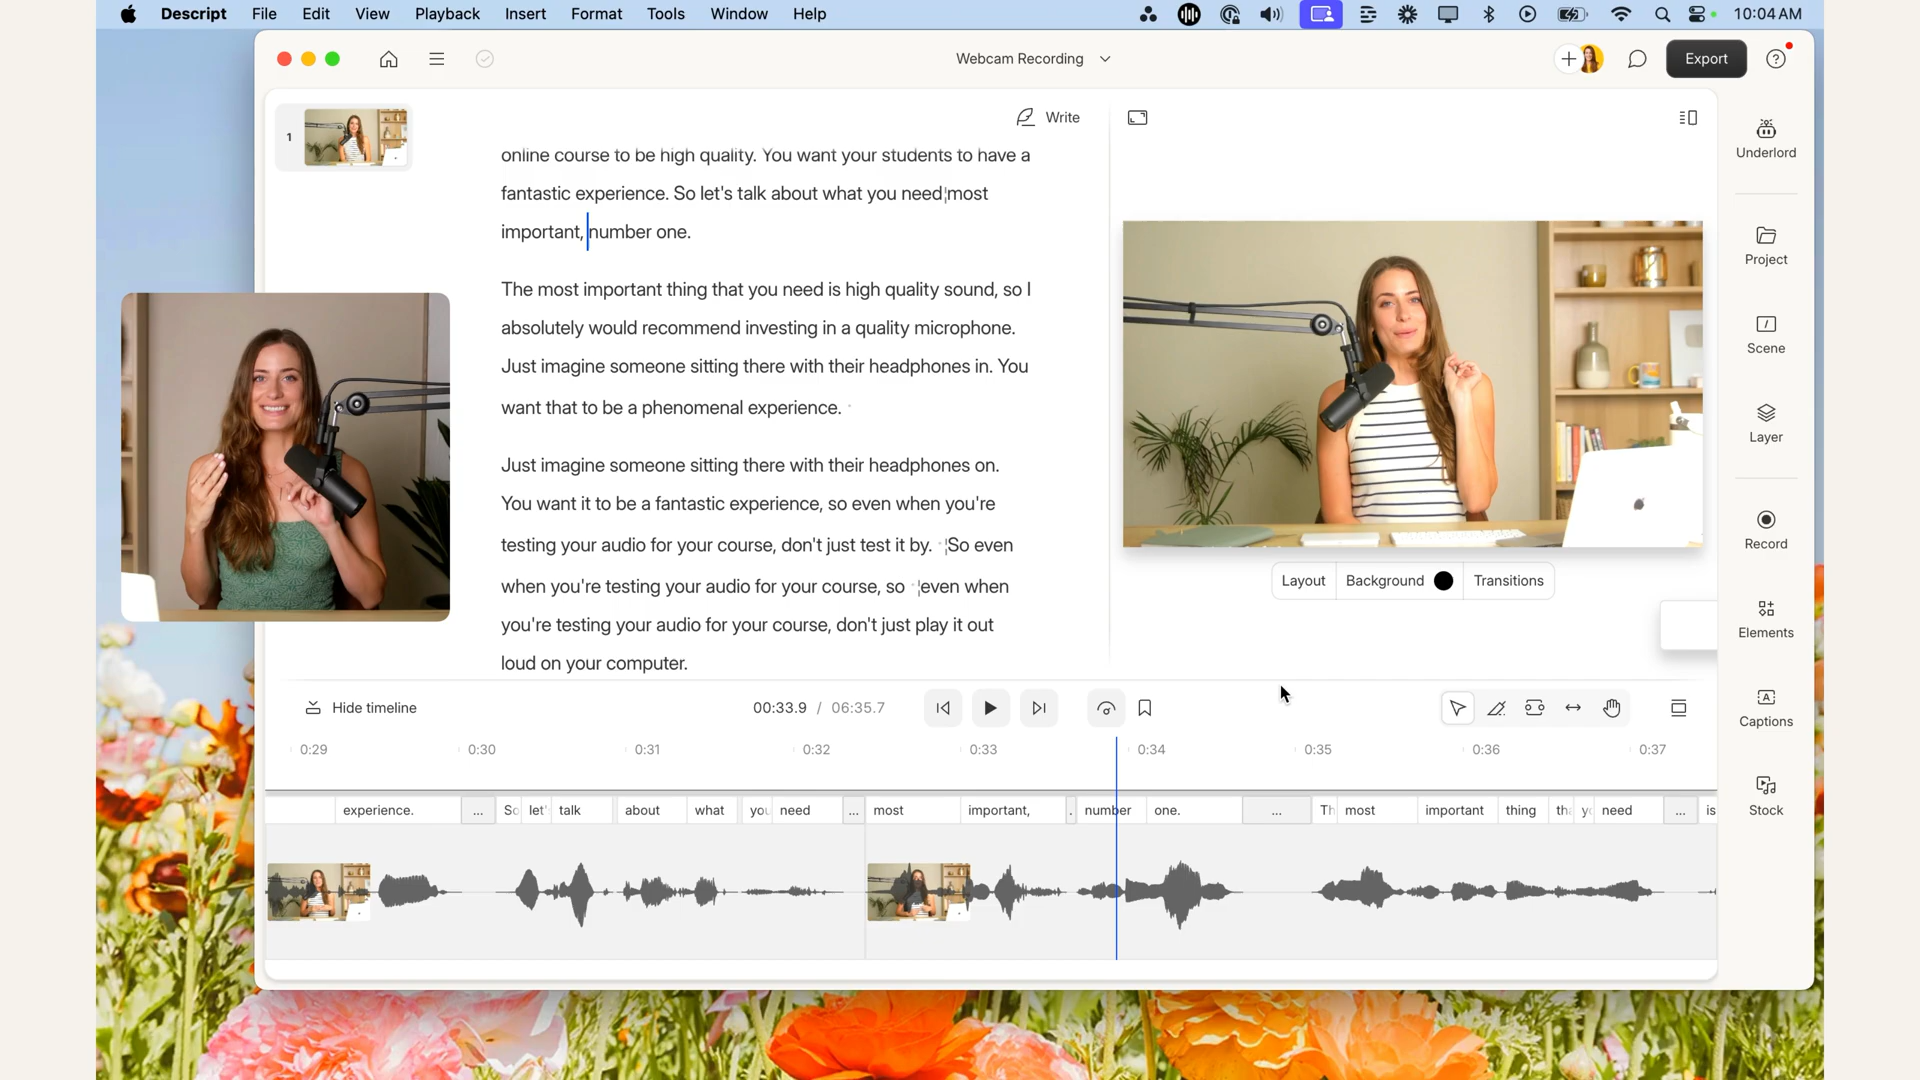 Descript File Edit View Playback Insert Format Tools Window Help 10:04 AM
Webcam Recording
Export
1
Write
online course to be high quality. You want your students to have a
fantastic experience. So let's talk about what you need most
important, number one.
The most important thing that you need is high quality sound, so I
absolutely would recommend investing in a quality microphone.
Just imagine someone sitting there with their headphones in. You
want that to be a phenomenal experience.
Just imagine someone sitting there with their headphones on.
You want it to be a fantastic experience, so even when you're
testing your audio for your course, don't just test it by. So even
when you're testing your audio for your course, so even when
you're testing your audio for your course, don't just play it out
loud on your computer.
Layout Background Transitions
Underlord
Project
Scene
Layer
Record
Elements
Captions
Stock
Hide timeline 00:33.9 / 06:35.7
0:29 0:30 0:31 0:32 0:33 0:34 0:35 0:36 0:37
experience. ... So let' talk about what you need ... most important, . number one. ... Th most important thing tha y need ... is